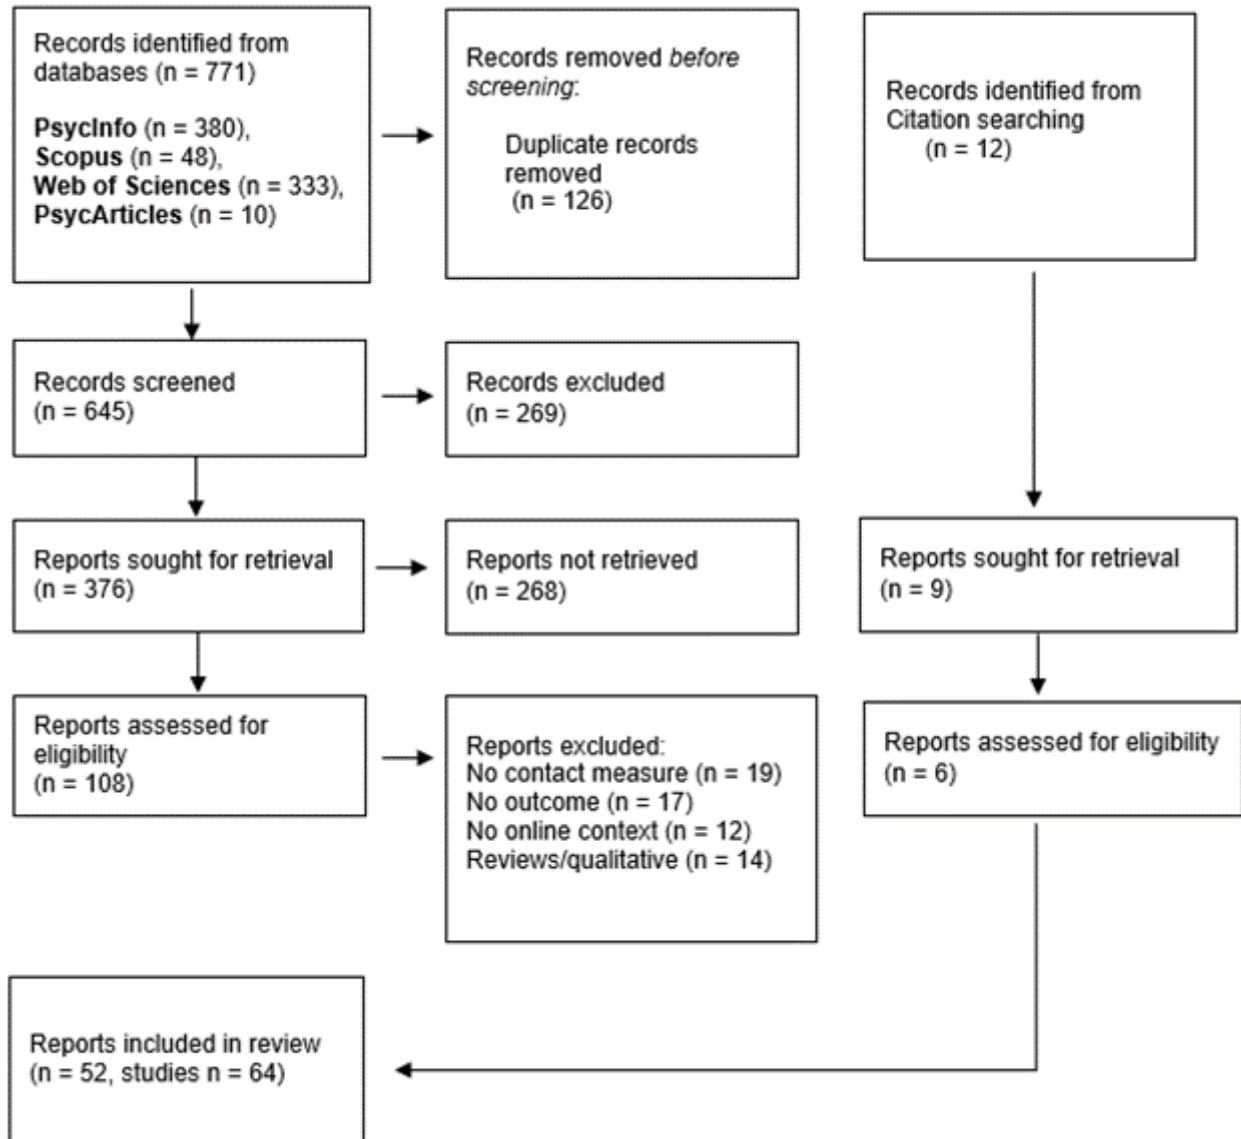 Records identified from
databases (n = 771)
PsycInfo (n = 380),
Scopus (n = 48),
Web of Sciences (n = 333),
PsycArticles (n = 10)
Records removed before
screening:
Duplicate records
removed
(n = 126)
Records identified from
Citation searching
(n = 12)
Records screened
(n = 645)
Records excluded
(n = 269)
Reports sought for retrieval
(n = 376)
Reports not retrieved
(n = 268)
Reports sought for retrieval
(n = 9)
Reports assessed for
eligibility
(n = 108)
Reports excluded:
No contact measure (n = 19)
No outcome (n = 17)
No online context (n = 12)
Reviews/qualitative (n = 14)
Reports assessed for eligibility
(n = 6)
Reports included in review
(n = 52, studies n = 64)